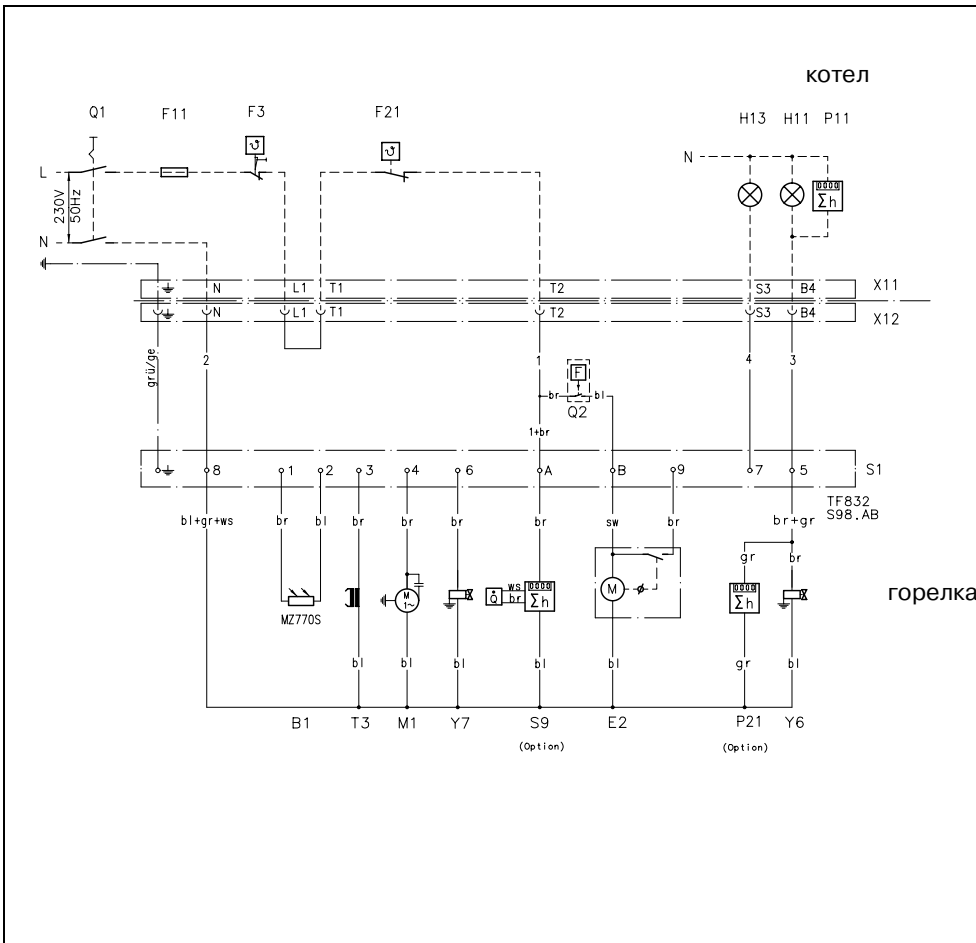 котел
Q1 F11 F3 F21 H13 H11 P11
N
L
0000
Σh
230V
50Hz
N
N L1 T1 T2 S3 B4 X11
N L1 T1 T2 S3 B4 X12
grü/ge 2 1 4 3
F
br bl
Q2
1+br
8 1 2 3 4 6 A B 9 7 5 S1
TF832
S98.AB
bl+gr+ws br bl br br br br sw br br+gr
gr br
M
1~
ws
br
Q
0000
Σh
M
0000
Σh
горелка
MZ770S
bl bl bl bl bl gr bl
B1 T3 M1 Y7 S9 E2 P21 Y6
(Option) (Option)